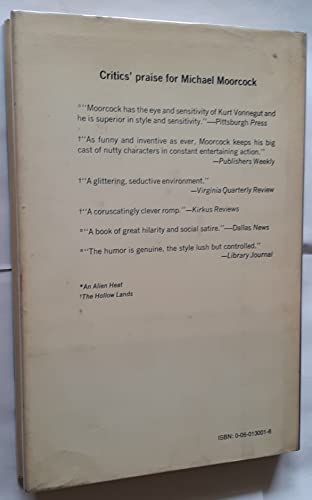 Critics' praise for Michael Moorcock
*"Moorcock has the eye and sensitivity of Kurt Vonnegut and
he is superior in style and sensitivity."—Pittsburgh Press
†"As funny and inventive as ever, Moorcock keeps his big
cast of nutty characters in constant entertaining action."
—Publishers Weekly
†"A glittering, seductive environment."
—Virginia Quarterly Review
†"A coruscatingly clever romp."—Kirkus Reviews
*"A book of great hilarity and social satire."—Dallas News
*"The humor is genuine, the style lush but controlled."
—Library Journal
*An Alien Heat
†The Hollow Lands
ISBN: 0-06-013001-6